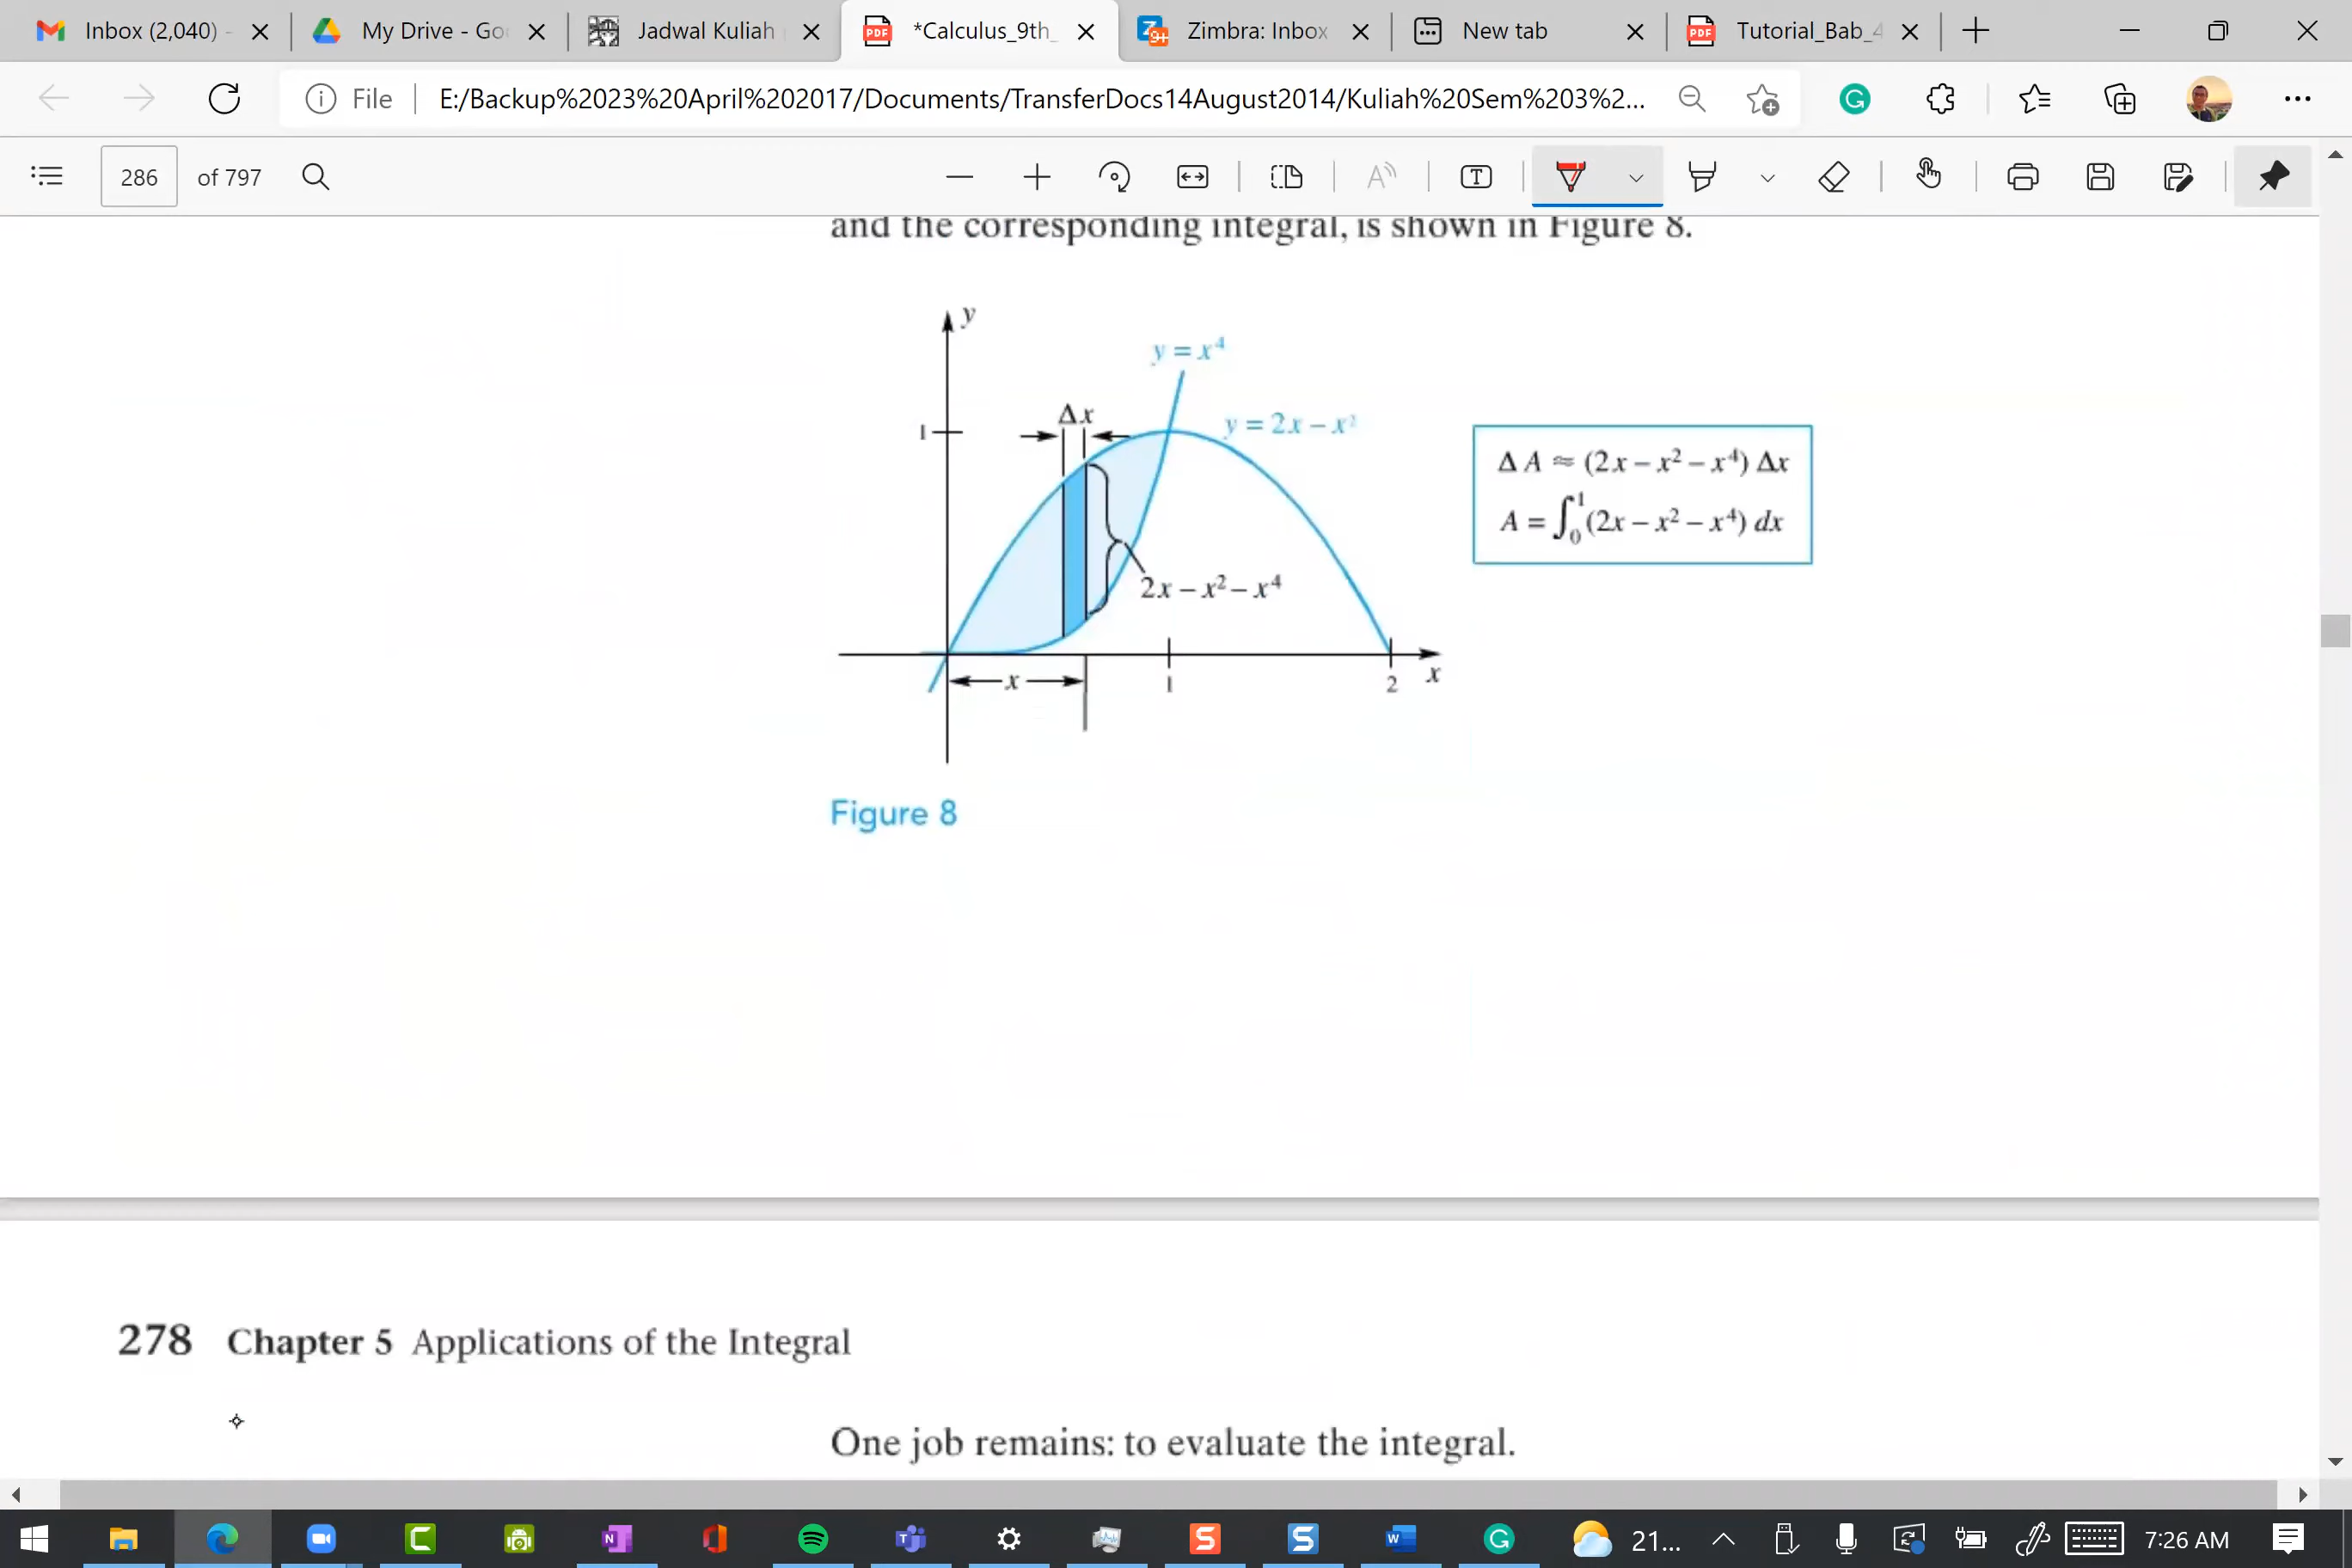 Inbox (2,040) -
My Drive - Goo
Jadwal Kuliah
*Calculus_9th_
Zimbra: Inbox
New tab
Tutorial_Bab_4
File
E:/Backup%2023%20April%202017/Documents/TransferDocs14August2014/Kuliah%20Sem%203%2...
286
of 797
and the corresponding integral, is shown in Figure 8.
y
y = x⁴
Δx
1
y = 2x – x²
Δ A ≈ (2x – x² – x⁴) Δx
A = ∫₀¹(2x – x² – x⁴) dx
2x – x² – x⁴
x
1
2
x
Figure 8
278 Chapter 5 Applications of the Integral
One job remains: to evaluate the integral.
21...
7:26 AM